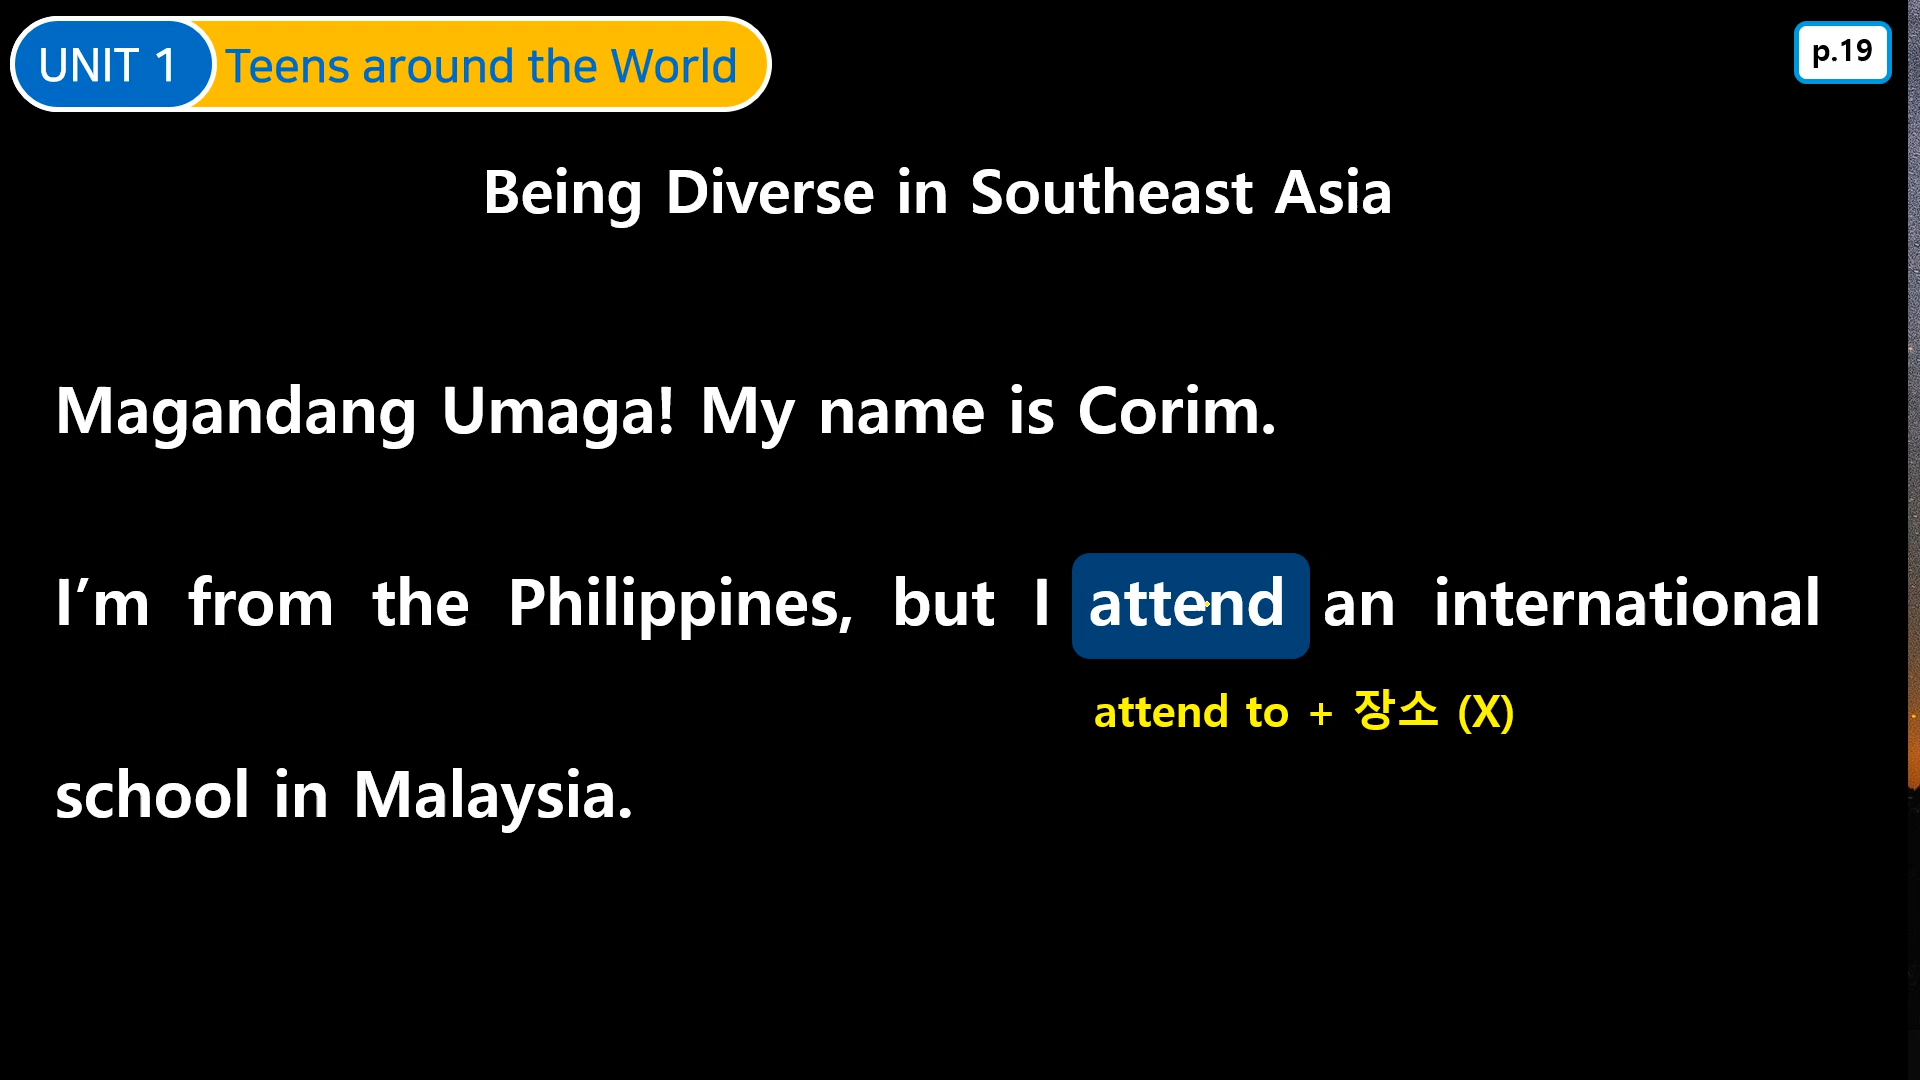 UNIT 1 Teens around the World
p.19
Being Diverse in Southeast Asia
Magandang Umaga! My name is Corim.
I’m from the Philippines, but I attend an international
attend to + 장소 (X)
school in Malaysia.